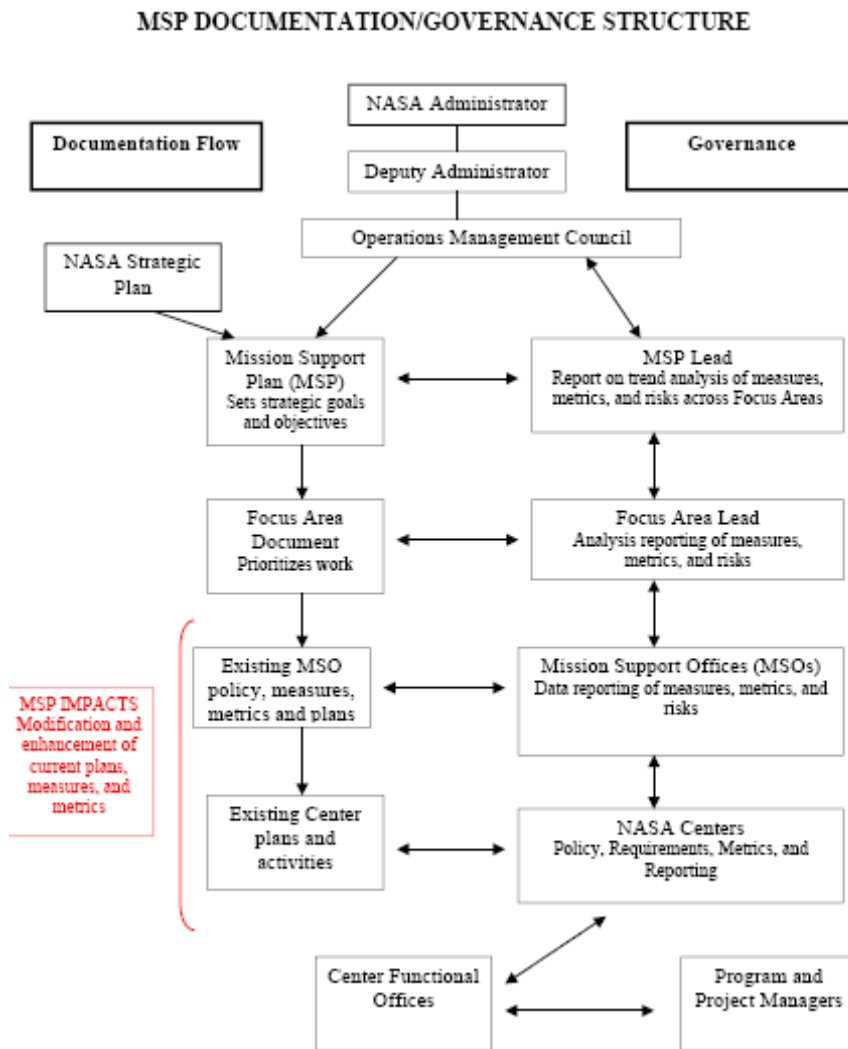 MSP DOCUMENTATION/GOVERNANCE STRUCTURE
NASA Administrator
Documentation Flow
Governance
Deputy Administrator
Operations Management Council
NASA Strategic
Plan
Mission Support
Plan (MSP)
Sets strategic goals
and objectives
MSP Lead
Report on trend analysis of measures,
metrics, and risks across Focus Areas
Focus Area
Document
Prioritizes work
Focus Area Lead
Analysis reporting of measures,
metrics, and risks
Existing MSO
policy, measures,
metrics and plans
Mission Support Offices (MSOs)
Data reporting of measures, metrics, and
risks
MSP IMPACTS
Modification and
enhancement of
current plans,
measures, and
metrics
Existing Center
plans and
activities
NASA Centers
Policy, Requirements, Metrics, and
Reporting
Center Functional
Offices
Program and
Project Managers